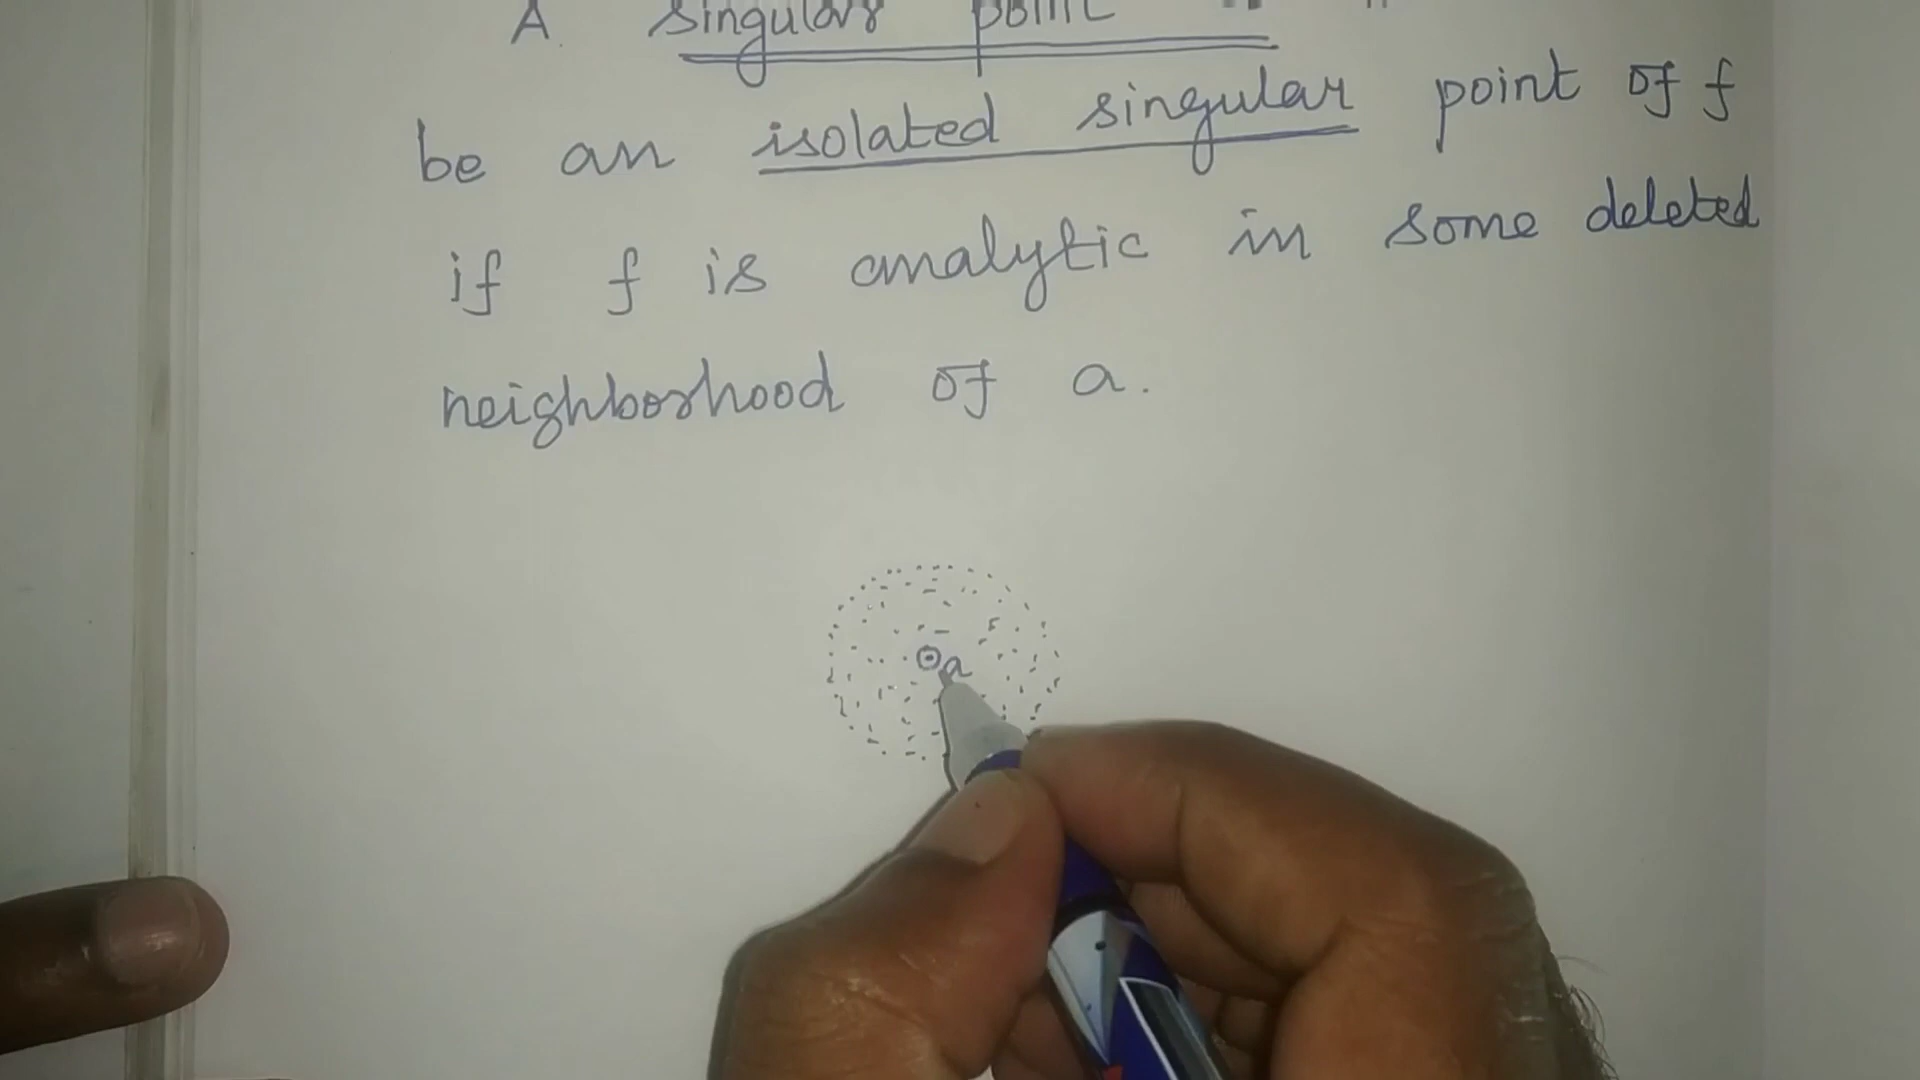 A singular point
be an isolated singular point of f
if f is analytic in some deleted
neighborhood of a.
a